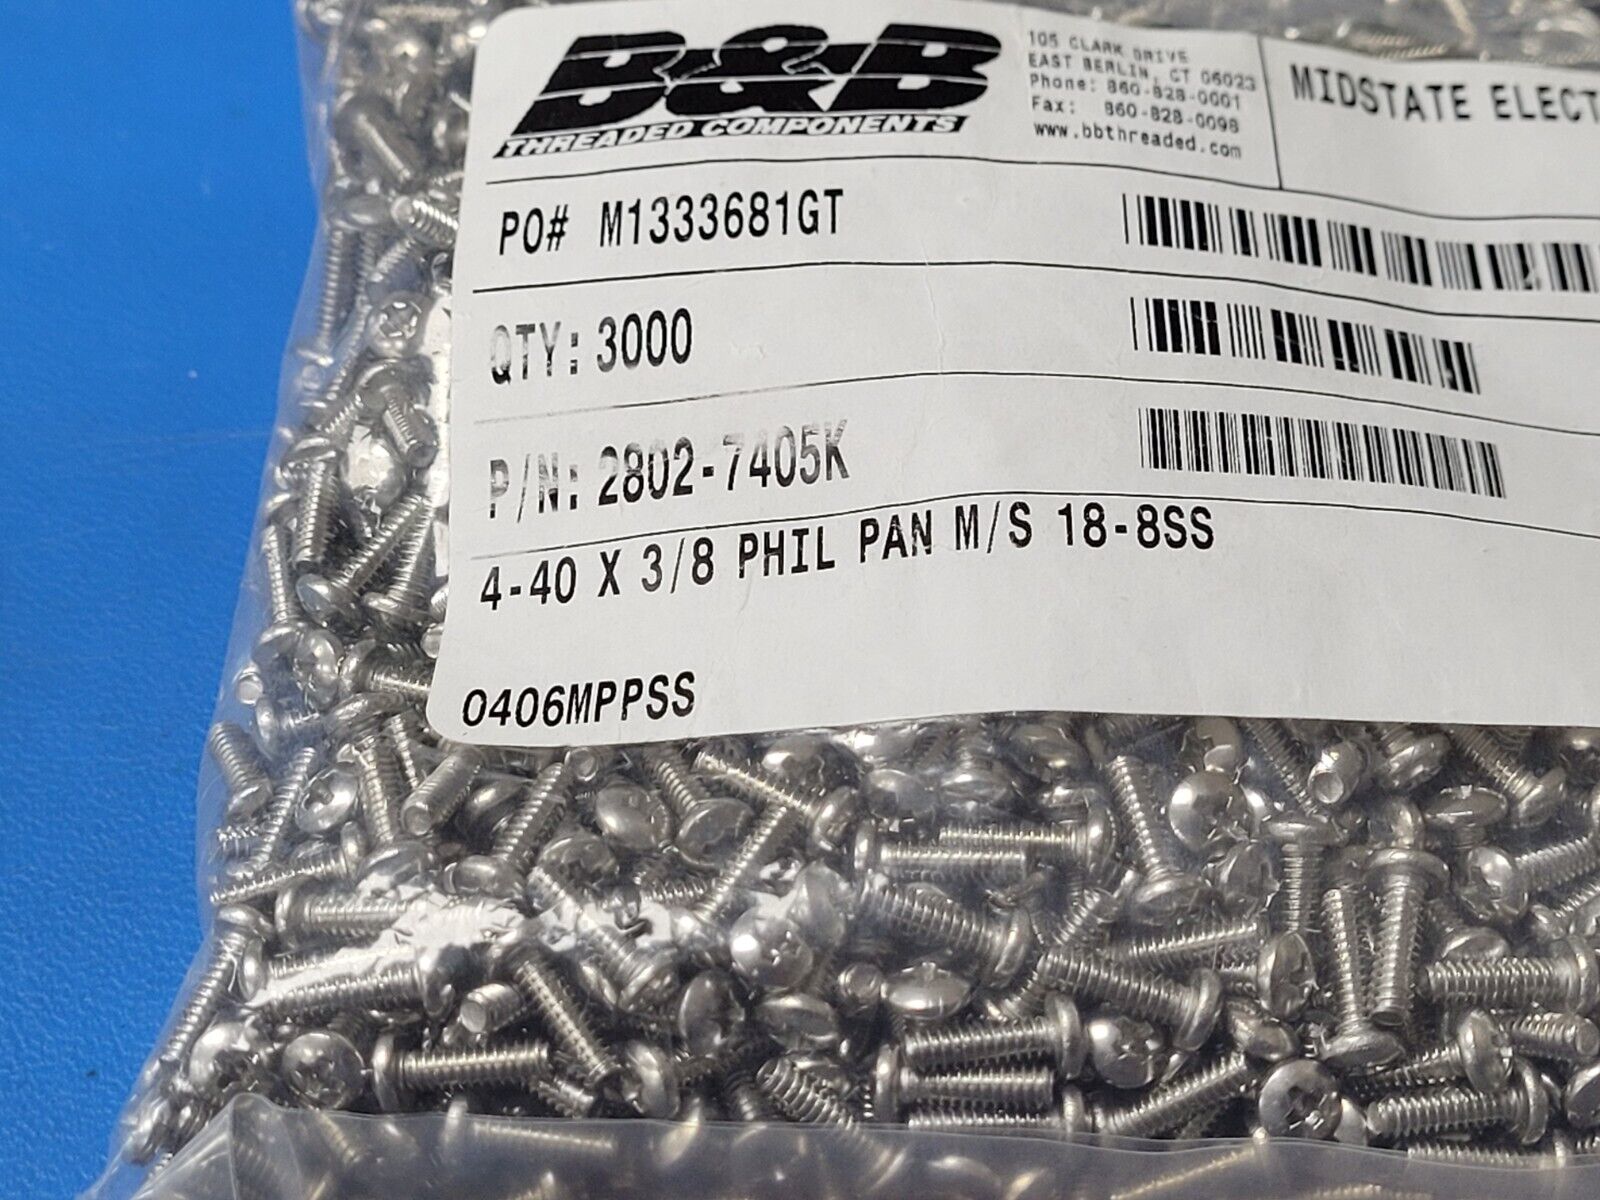 B&B
THREADED COMPONENTS
105 CLARK DRIVE
EAST BERLIN, CT 06023
Phone: 860-828-0001
Fax: 860-828-0098
www.bbthreaded.com
MIDSTATE ELECT
PO# M1333681GT
QTY: 3000
P/N: 2802-7405K
4-40 X 3/8 PHIL PAN M/S 18-8SS
0406MPPSS